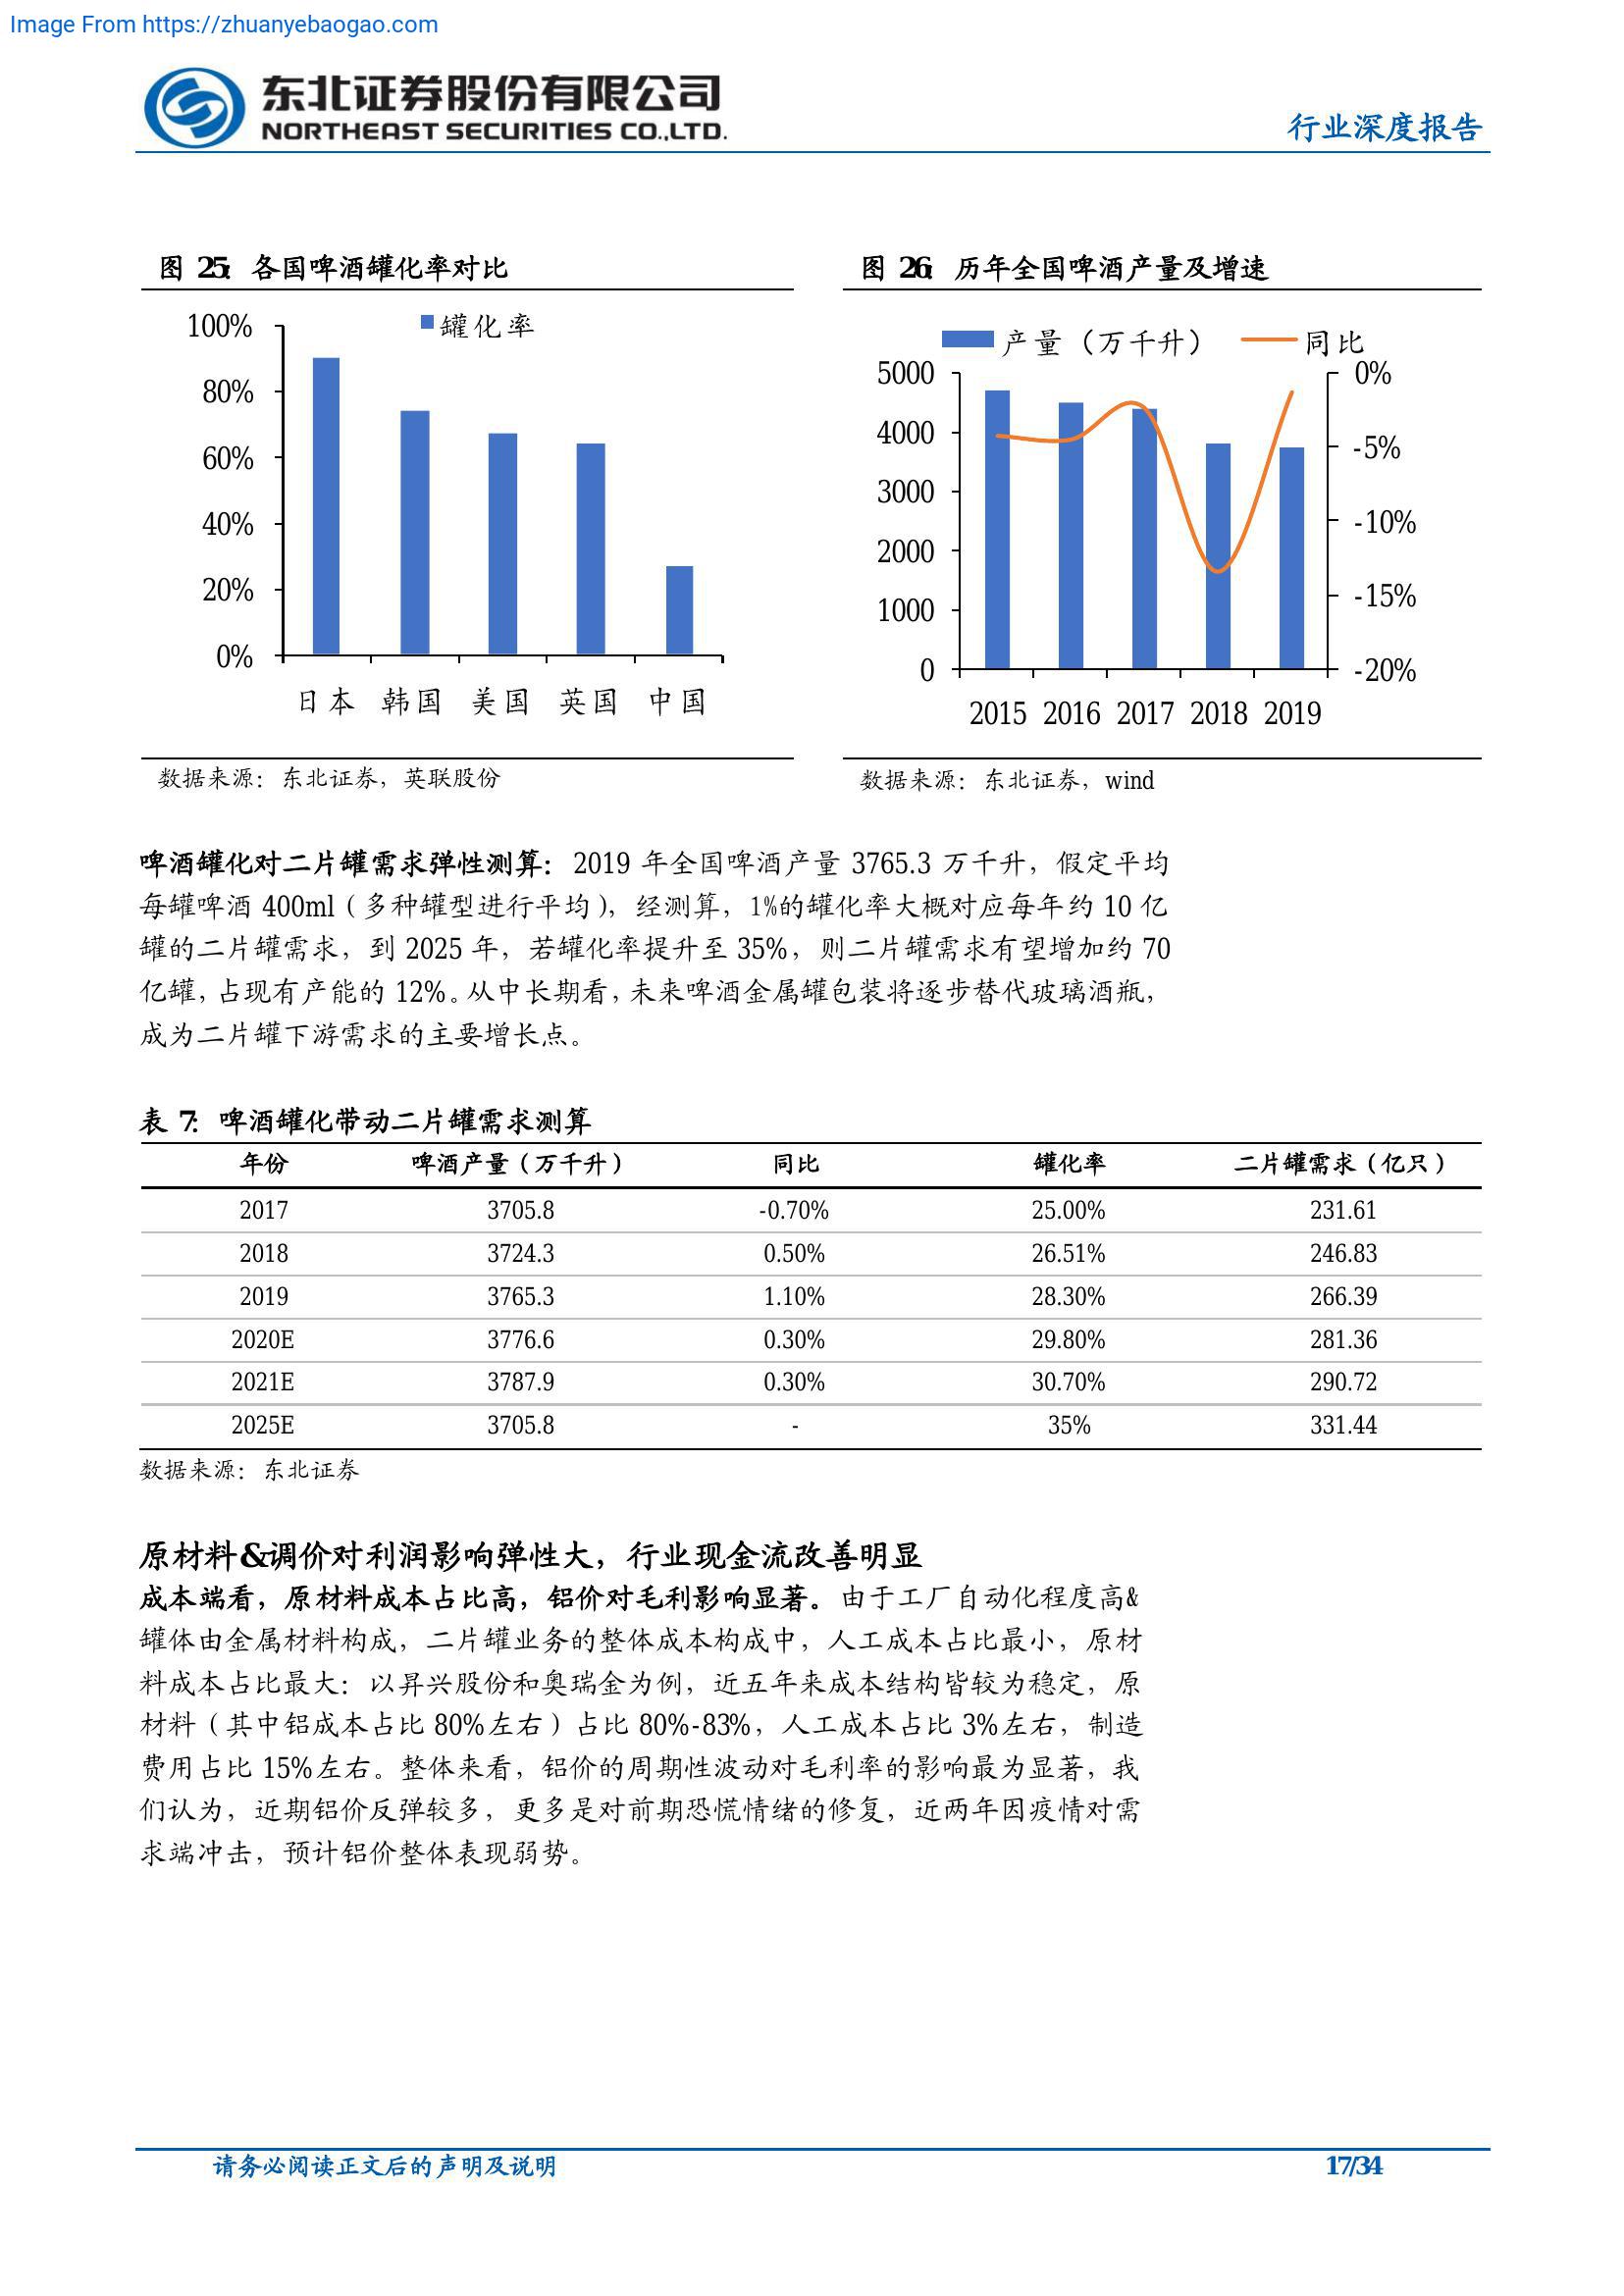 Image From https://zhuanyebaogao.com
东北证券股份有限公司
NORTHEAST SECURITIES CO.,LTD.
行业深度报告
图 25: 各国啤酒罐化率对比
罐化率
100%
80%
60%
40%
20%
0%
日本 韩国 美国 英国 中国
数据来源：东北证券，英联股份
图 26: 历年全国啤酒产量及增速
产量（万千升） 同比
5000
4000
3000
2000
1000
0
0%
-5%
-10%
-15%
-20%
2015 2016 2017 2018 2019
数据来源：东北证券，wind
啤酒罐化对二片罐需求弹性测算：2019 年全国啤酒产量 3765.3 万千升，假定平均
每罐啤酒 400ml（多种罐型进行平均），经测算，1%的罐化率大概对应每年约 10 亿
罐的二片罐需求，到 2025 年，若罐化率提升至 35%，则二片罐需求有望增加约 70
亿罐，占现有产能的 12%。从中长期看，未来啤酒金属罐包装将逐步替代玻璃酒瓶，
成为二片罐下游需求的主要增长点。
表 7: 啤酒罐化带动二片罐需求测算
年份 啤酒产量（万千升） 同比 罐化率 二片罐需求（亿只）
2017 3705.8 -0.70% 25.00% 231.61
2018 3724.3 0.50% 26.51% 246.83
2019 3765.3 1.10% 28.30% 266.39
2020E 3776.6 0.30% 29.80% 281.36
2021E 3787.9 0.30% 30.70% 290.72
2025E 3705.8 - 35% 331.44
数据来源：东北证券
原材料&调价对利润影响弹性大，行业现金流改善明显
成本端看，原材料成本占比高，铝价对毛利影响显著。由于工厂自动化程度高&
罐体由金属材料构成，二片罐业务的整体成本构成中，人工成本占比最小，原材
料成本占比最大：以昇兴股份和奥瑞金为例，近五年来成本结构皆较为稳定，原
材料（其中铝成本占比 80%左右）占比 80%-83%，人工成本占比 3%左右，制造
费用占比 15%左右。整体来看，铝价的周期性波动对毛利率的影响最为显著，我
们认为，近期铝价反弹较多，更多是对前期恐慌情绪的修复，近两年因疫情对需
求端冲击，预计铝价整体表现弱势。
请务必阅读正文后的声明及说明
17/34